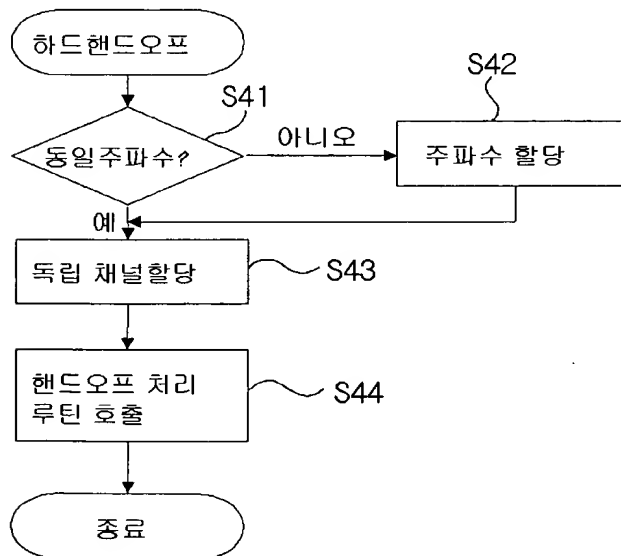 하드핸드오프
S41
S42
동일주파수?
아니오
주파수 할당
예
독립 채널할당
S43
핸드오프 처리
루틴 호출
S44
종료